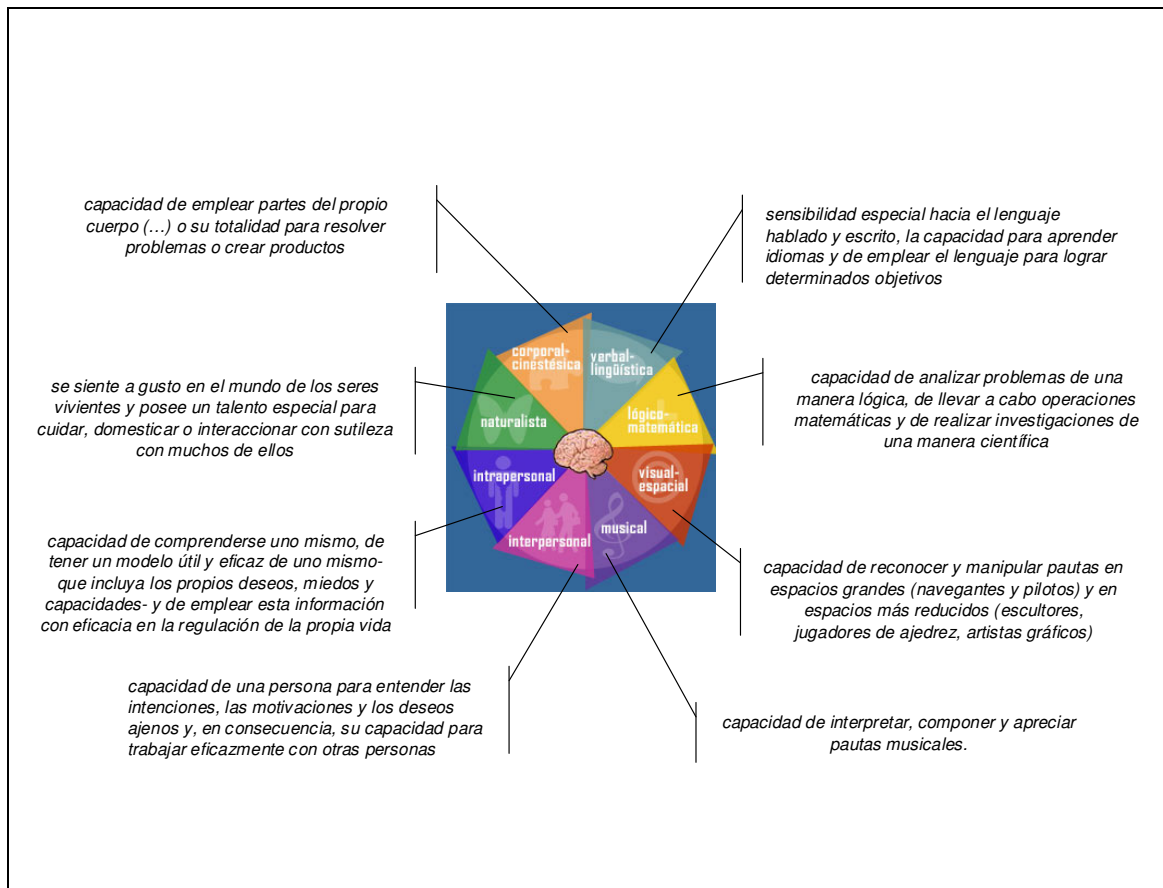 capacidad de emplear partes del propio
cuerpo (…) o su totalidad para resolver
problemas o crear productos
sensibilidad especial hacia el lenguaje
hablado y escrito, la capacidad para aprender
idiomas y de emplear el lenguaje para lograr
determinados objetivos
corporal-
cinestésica
verbal-
lingüística
se siente a gusto en el mundo de los seres
vivientes y posee un talento especial para
cuidar, domesticar o interaccionar con sutileza
con muchos de ellos
naturalista
lógico-
matemática
capacidad de analizar problemas de una
manera lógica, de llevar a cabo operaciones
matemáticas y de realizar investigaciones de
una manera científica
intrapersonal
visual-
espacial
interpersonal
musical
capacidad de comprenderse uno mismo, de
tener un modelo útil y eficaz de uno mismo-
que incluya los propios deseos, miedos y
capacidades- y de emplear esta información
con eficacia en la regulación de la propia vida
capacidad de reconocer y manipular pautas en
espacios grandes (navegantes y pilotos) y en
espacios más reducidos (escultores,
jugadores de ajedrez, artistas gráficos)
capacidad de una persona para entender las
intenciones, las motivaciones y los deseos
ajenos y, en consecuencia, su capacidad para
trabajar eficazmente con otras personas
capacidad de interpretar, componer y apreciar
pautas musicales.